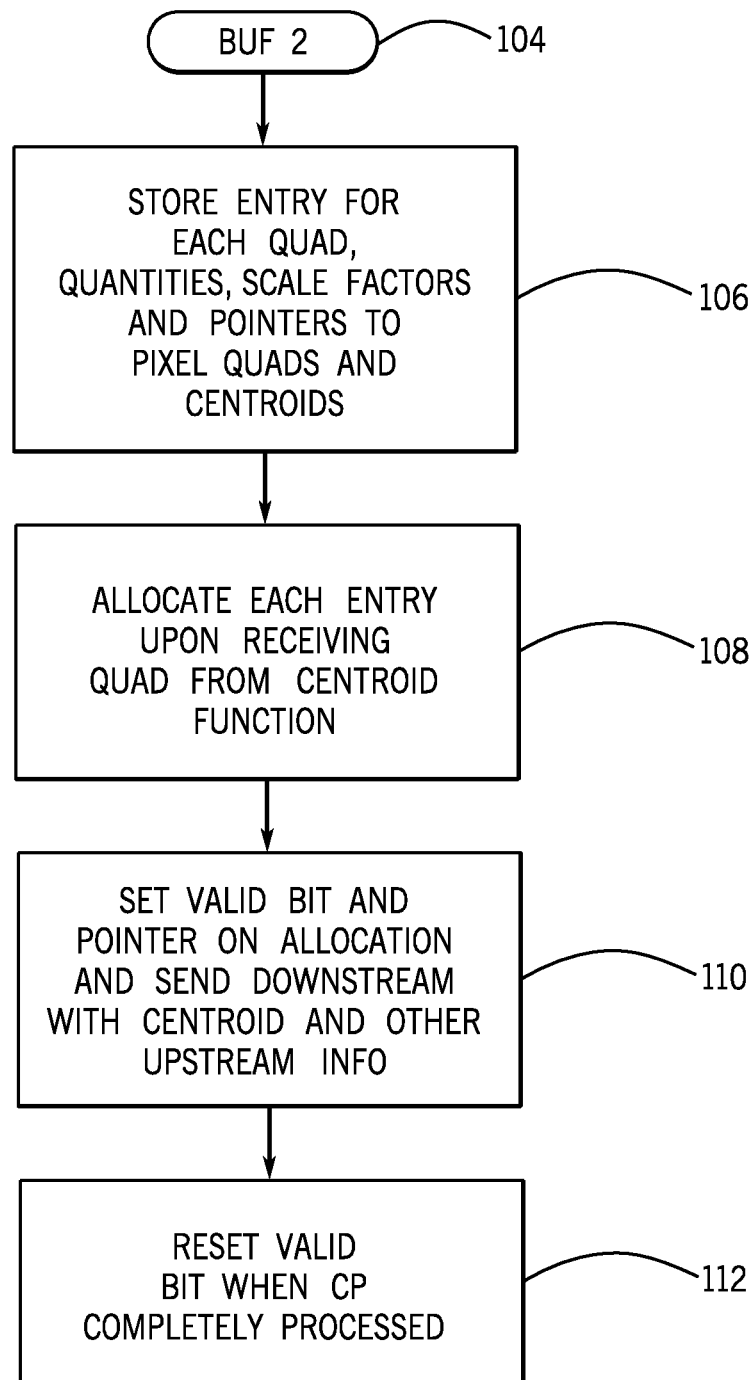 BUF 2
104
STORE ENTRY FOR
EACH QUAD,
QUANTITIES, SCALE FACTORS
AND POINTERS TO
PIXEL QUADS AND
CENTROIDS
106
ALLOCATE EACH ENTRY
UPON RECEIVING
QUAD FROM CENTROID
FUNCTION
108
SET VALID BIT AND
POINTER ON ALLOCATION
AND SEND DOWNSTREAM
WITH CENTROID AND OTHER
UPSTREAM INFO
110
RESET VALID
BIT WHEN CP
COMPLETELY PROCESSED
112